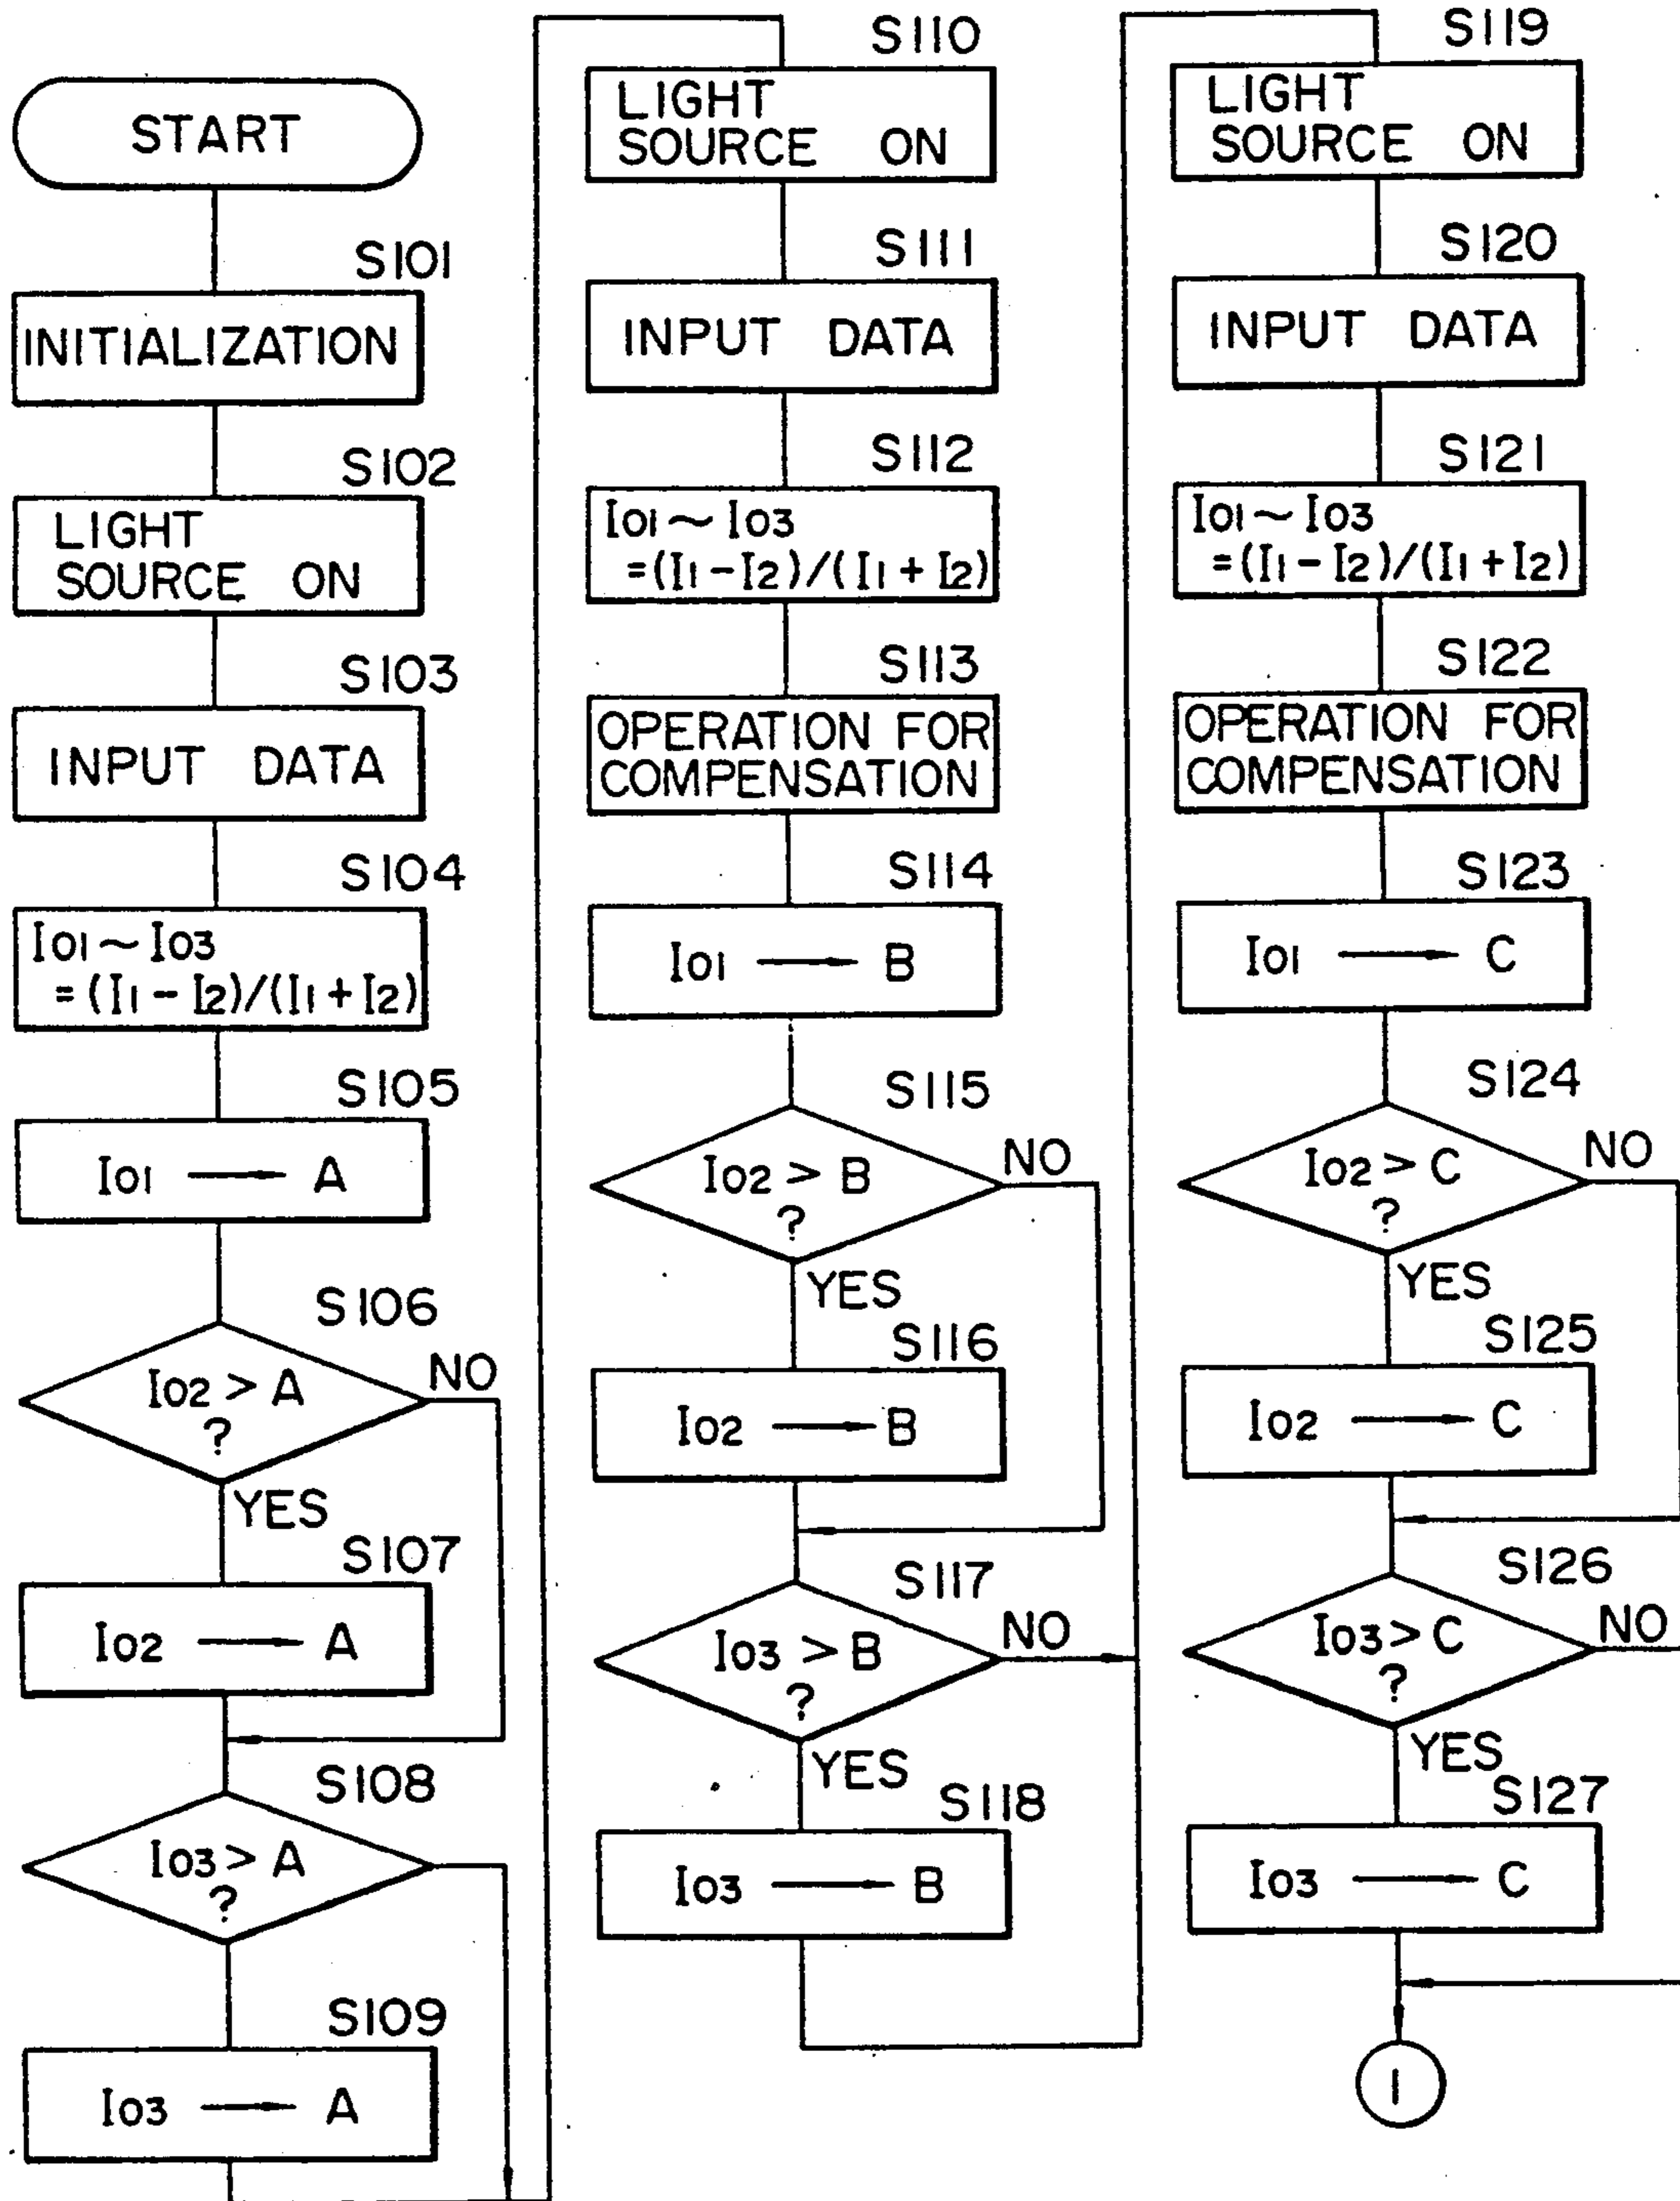 START
S101
INITIALIZATION
S102
LIGHT
SOURCE ON
S103
INPUT DATA
S104
I01 ~ I03
= (I1 - I2)/(I1 + I2)
S105
I01 → A
S106
I02 > A
?
NO
YES
S107
I02 → A
S108
I03 > A
?
S109
I03 → A
S110
LIGHT
SOURCE ON
S111
INPUT DATA
S112
I01 ~ I03
= (I1 - I2)/(I1 + I2)
S113
OPERATION FOR
COMPENSATION
S114
I01 → B
S115
I02 > B
?
NO
YES
S116
I02 → B
S117
I03 > B
?
NO
YES
S118
I03 → B
S119
LIGHT
SOURCE ON
S120
INPUT DATA
S121
I01 ~ I03
= (I1 - I2)/(I1 + I2)
S122
OPERATION FOR
COMPENSATION
S123
I01 → C
S124
I02 > C
?
NO
YES
S125
I02 → C
S126
I03 > C
?
NO
YES
S127
I03 → C
1